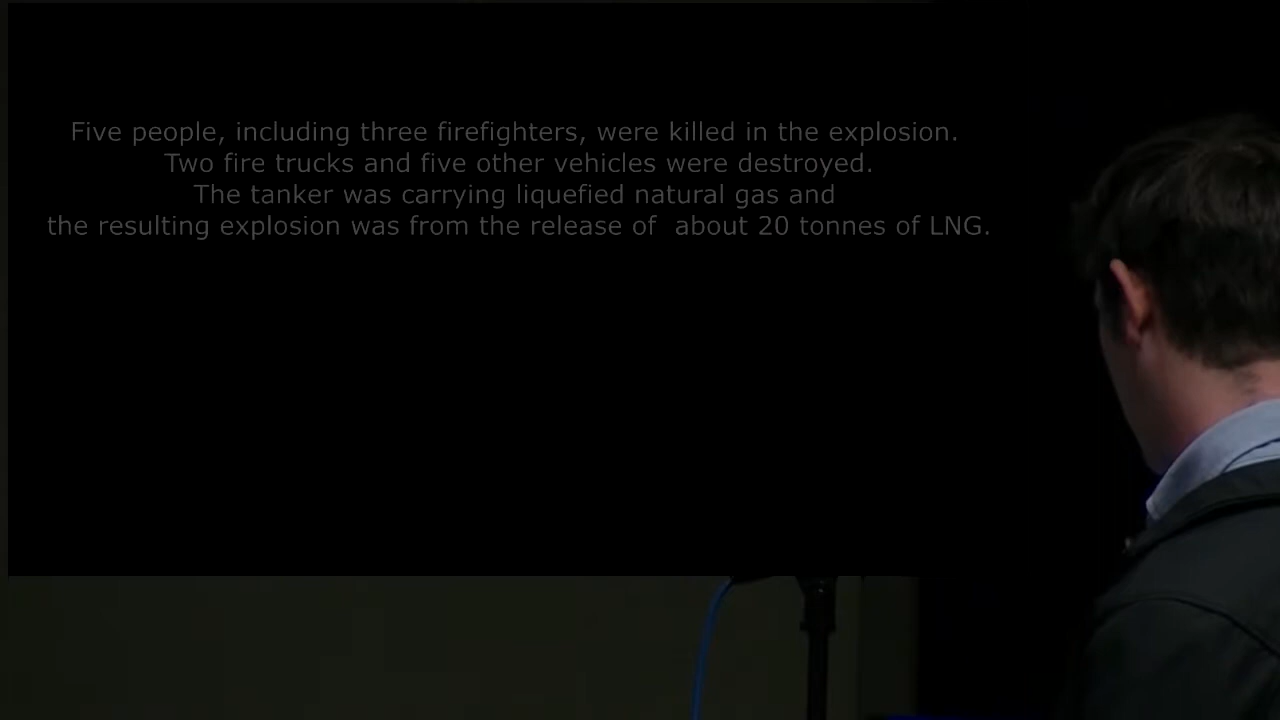 Five people, including three firefighters, were killed in the explosion.
Two fire trucks and five other vehicles were destroyed.
The tanker was carrying liquefied natural gas and
the resulting explosion was from the release of  about 20 tonnes of LNG.